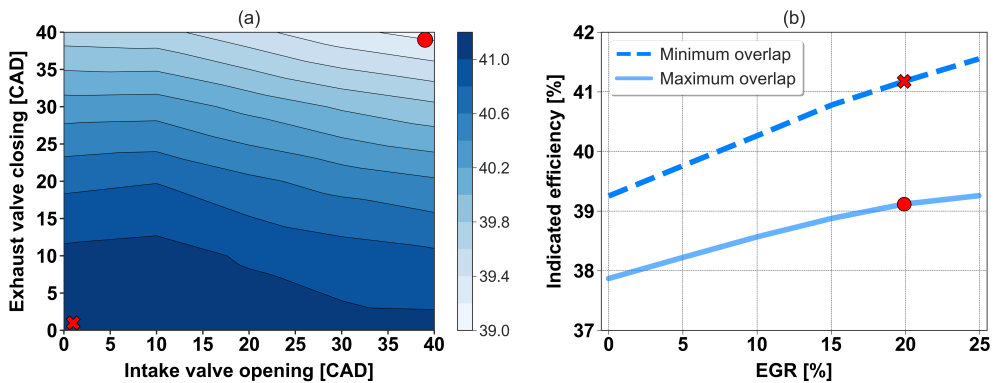 (a)
Exhaust valve closing [CAD]
40
35
30
25
20
15
10
5
0
0 5 10 15 20 25 30 35 40
Intake valve opening [CAD]
41.0
40.6
40.2
39.8
39.4
39.0
(b)
Indicated efficiency [%]
42
41
40
39
38
37
Minimum overlap
Maximum overlap
0 5 10 15 20 25
EGR [%]